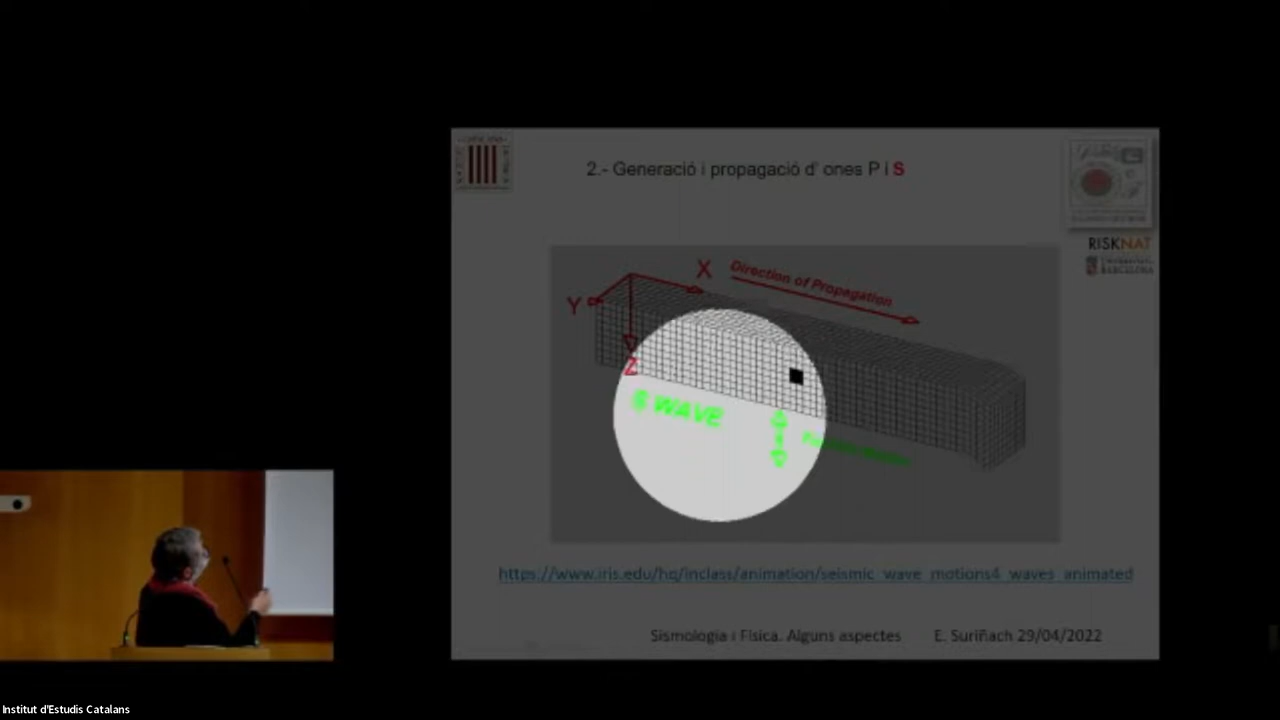 2.- Generació i propagació d' ones P i S
RISKNAT
BARCELONA
X
Direction of Propagation
Y
Z
S WAVE
https://www.iris.edu/hq/inclass/animation/seismic_wave_motions4_waves_animated
Sismologia i Física. Alguns aspectes E. Suriñach 29/04/2022
Institut d'Estudis Catalans